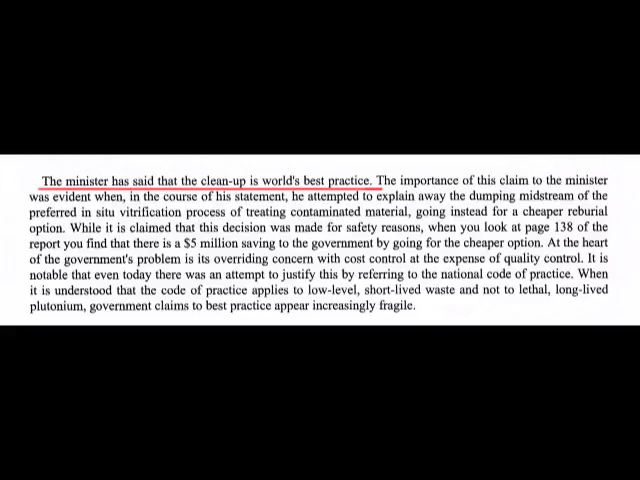 The minister has said that the clean-up is world's best practice. The importance of this claim to the minister
was evident when, in the course of his statement, he attempted to explain away the dumping midstream of the
preferred in situ vitrification process of treating contaminated material, going instead for a cheaper reburial
option. While it is claimed that this decision was made for safety reasons, when you look at page 138 of the
report you find that there is a $5 million saving to the government by going for the cheaper option. At the heart
of the government's problem is its overriding concern with cost control at the expense of quality control. It is
notable that even today there was an attempt to justify this by referring to the national code of practice. When
it is understood that the code of practice applies to low-level, short-lived waste and not to lethal, long-lived
plutonium, government claims to best practice appear increasingly fragile.